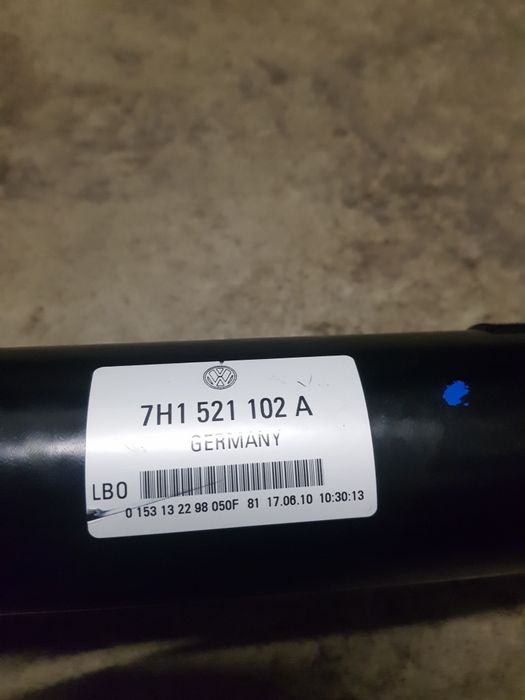 7H1 521 102 A
GERMANY
LBO
0 153 13 22 98 050F 81 17.06.10 10:30:13